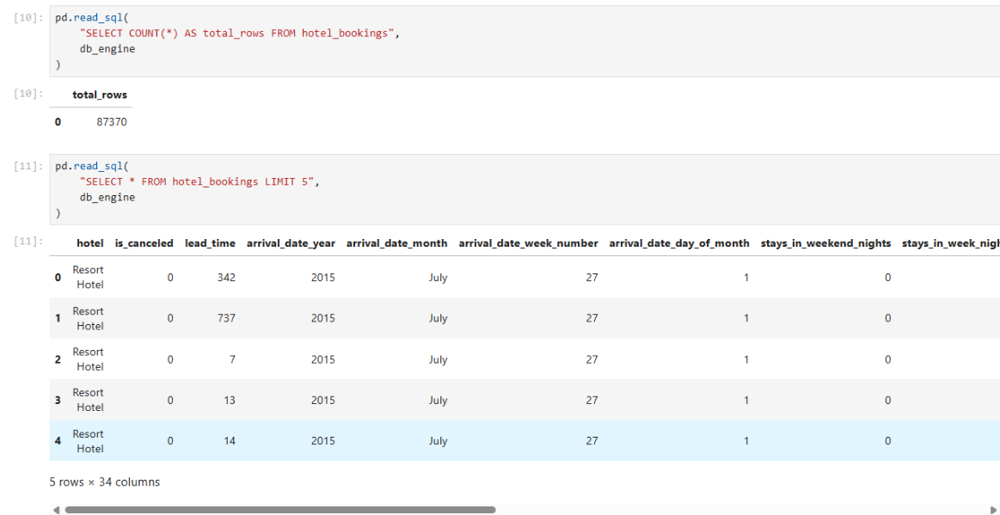 [10]: pd.read_sql(
"SELECT COUNT(*) AS total_rows FROM hotel_bookings",
db_engine
)
[10]: total_rows
0 87370
[11]: pd.read_sql(
"SELECT * FROM hotel_bookings LIMIT 5",
db_engine
)
[11]: hotel is_canceled lead_time arrival_date_year arrival_date_month arrival_date_week_number arrival_date_day_of_month stays_in_weekend_nights stays_in_week_nigh
0 Resort Hotel 0 342 2015 July 27 1 0
1 Resort Hotel 0 737 2015 July 27 1 0
2 Resort Hotel 0 7 2015 July 27 1 0
3 Resort Hotel 0 13 2015 July 27 1 0
4 Resort Hotel 0 14 2015 July 27 1 0
5 rows × 34 columns